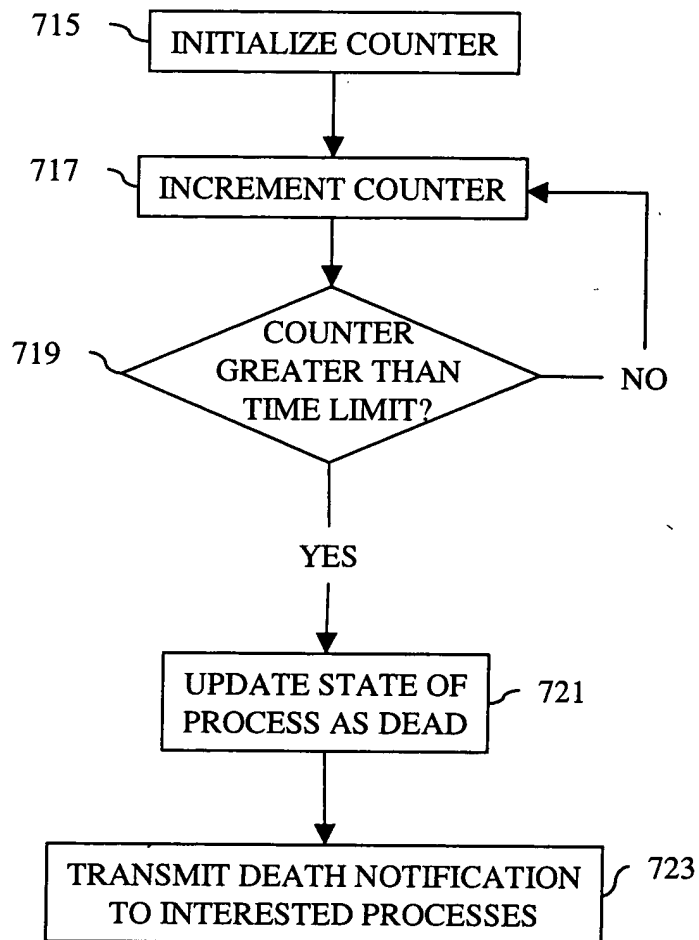 715
INITIALIZE COUNTER
717
INCREMENT COUNTER
719
COUNTER
GREATER THAN
TIME LIMIT?
NO
YES
UPDATE STATE OF
PROCESS AS DEAD
721
TRANSMIT DEATH NOTIFICATION
TO INTERESTED PROCESSES
723